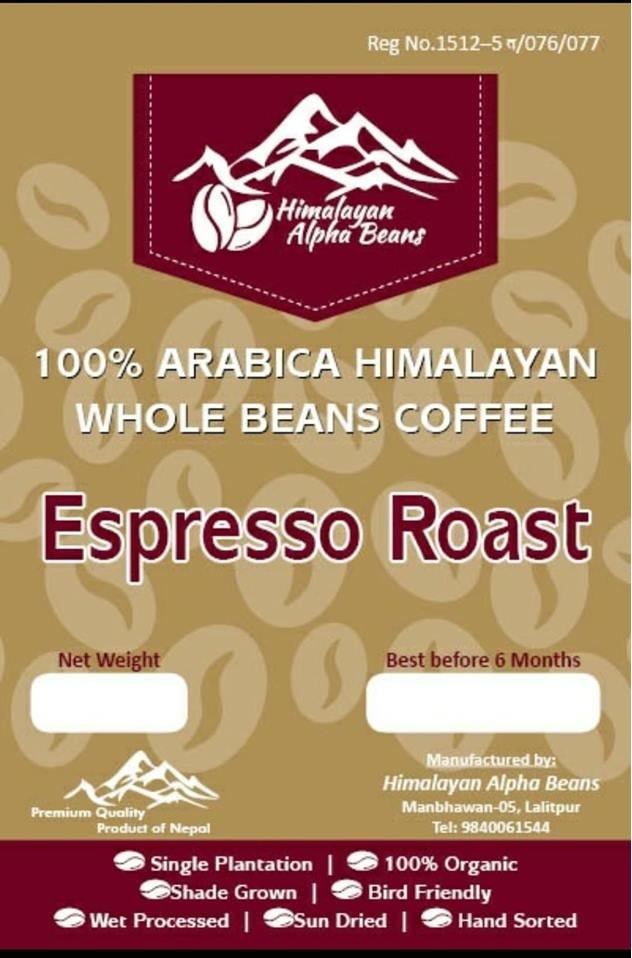 Reg No.1512–5 त/076/077
Himalayan
Alpha Beans
100% ARABICA HIMALAYAN
WHOLE BEANS COFFEE
Espresso Roast
Net Weight
Best before 6 Months
Premium Quality
Product of Nepal
Manufactured by:
Himalayan Alpha Beans
Manbhawan-05, Lalitpur
Tel: 9840061544
Single Plantation | 100% Organic
Shade Grown | Bird Friendly
Wet Processed | Sun Dried | Hand Sorted